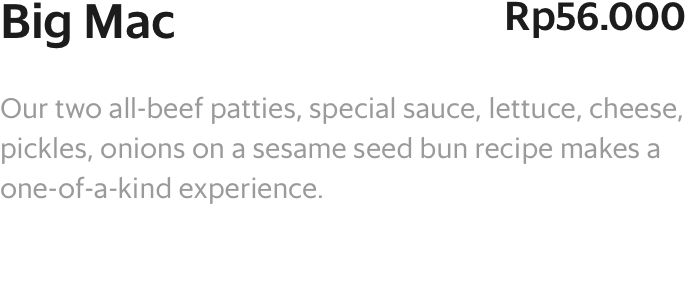 Big Mac Rp56.000
Our two all-beef patties, special sauce, lettuce, cheese,
pickles, onions on a sesame seed bun recipe makes a
one-of-a-kind experience.